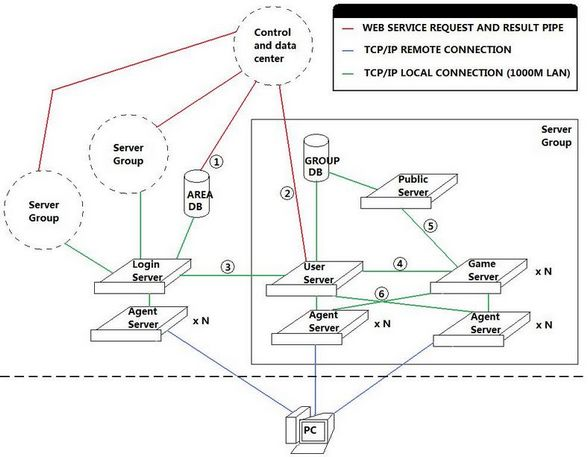 Control
and data
center
WEB SERVICE REQUEST AND RESULT PIPE
TCP/IP REMOTE CONNECTION
TCP/IP LOCAL CONNECTION (1000M LAN)
Server
Group
Server
Group
Server
Group
1
AREA
DB
2
GROUP
DB
Public
Server
5
Login
Server
3
User
Server
4
Game
Server
x N
6
Agent
Server
x N
Agent
Server
x N
Agent
Server
x N
PC